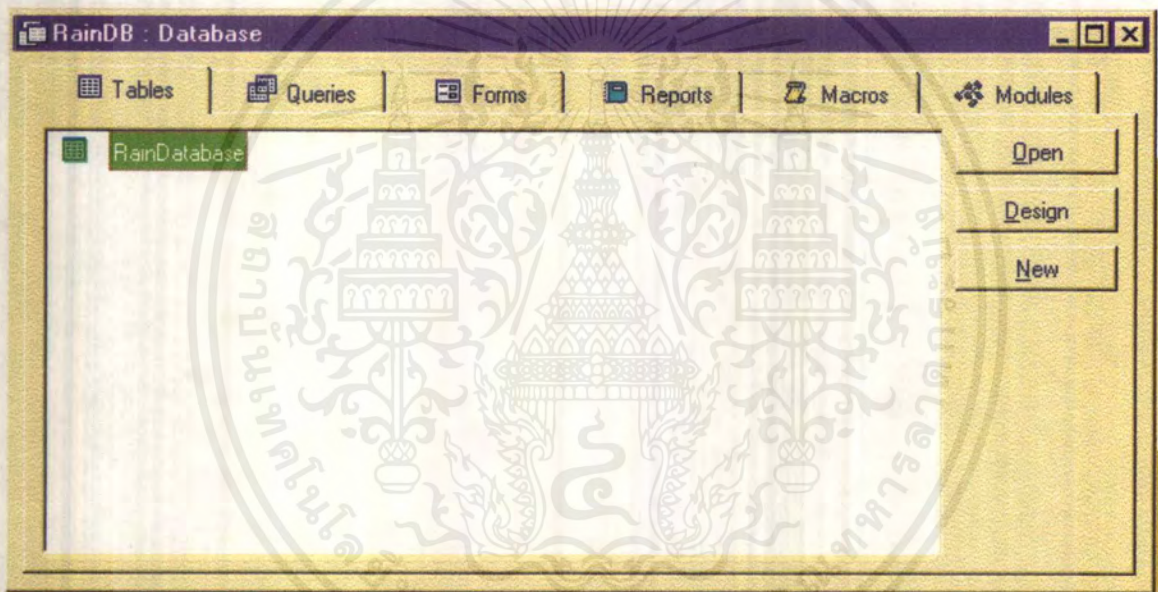 RainDB : Database
Tables
Queries
Forms
Reports
Macros
Modules
RainDatabase
Open
Design
New